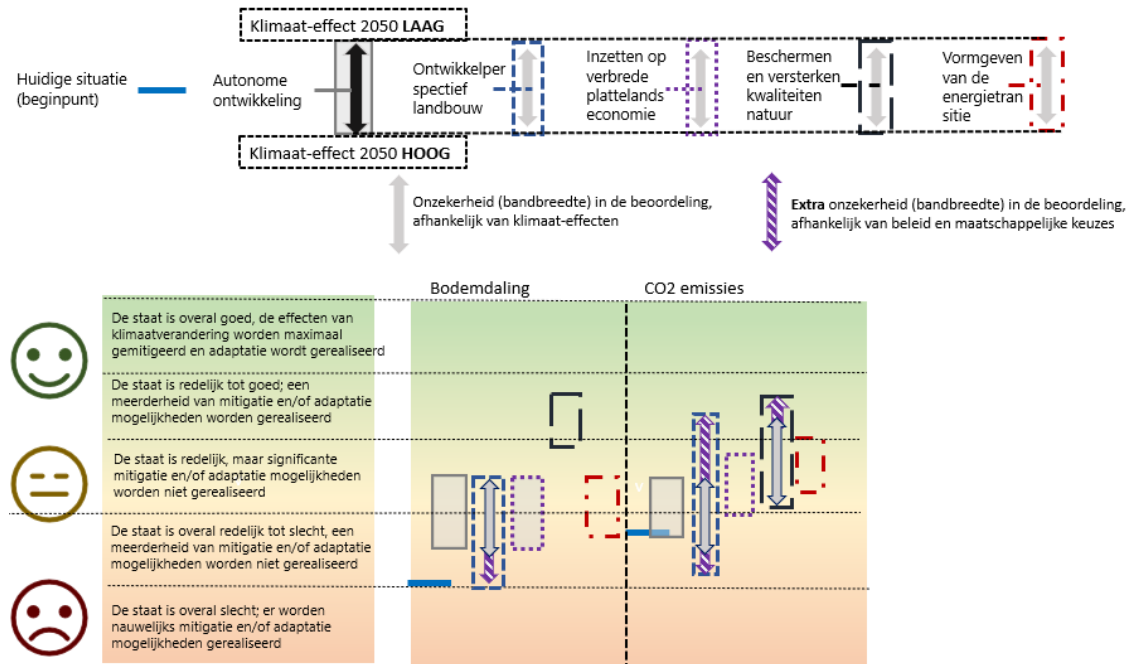 Klimaat-effect 2050 LAAG
Huidige situatie
(beginpunt)
Autonome
ontwikkeling
Ontwikkelper
spectief
landbouw
Inzetten op
verbrede
plattelands
economie
Beschermen
en versterken
kwaliteiten
natuur
Vormgeven
van de
energietran
sitie
Klimaat-effect 2050 HOOG
Onzekerheid (bandbreedte) in de beoordeling,
afhankelijk van klimaat-effecten
Extra onzekerheid (bandbreedte) in de beoordeling,
afhankelijk van beleid en maatschappelijke keuzes
Bodemdaling
CO2 emissies
De staat is overal goed, de effecten van
klimaatverandering worden maximaal
gemitigeerd en adaptatie wordt gerealiseerd
De staat is redelijk tot goed; een
meerderheid van mitigatie en/of adaptatie
mogelijkheden worden gerealiseerd
De staat is redelijk, maar significante
mitigatie en/of adaptatie mogelijkheden
worden niet gerealiseerd
V
De staat is overal redelijk tot slecht, een
meerderheid van mitigatie en/of adaptatie
mogelijkheden worden niet gerealiseerd
De staat is overal slecht; er worden
nauwelijks mitigatie en/of adaptatie
mogelijkheden gerealiseerd